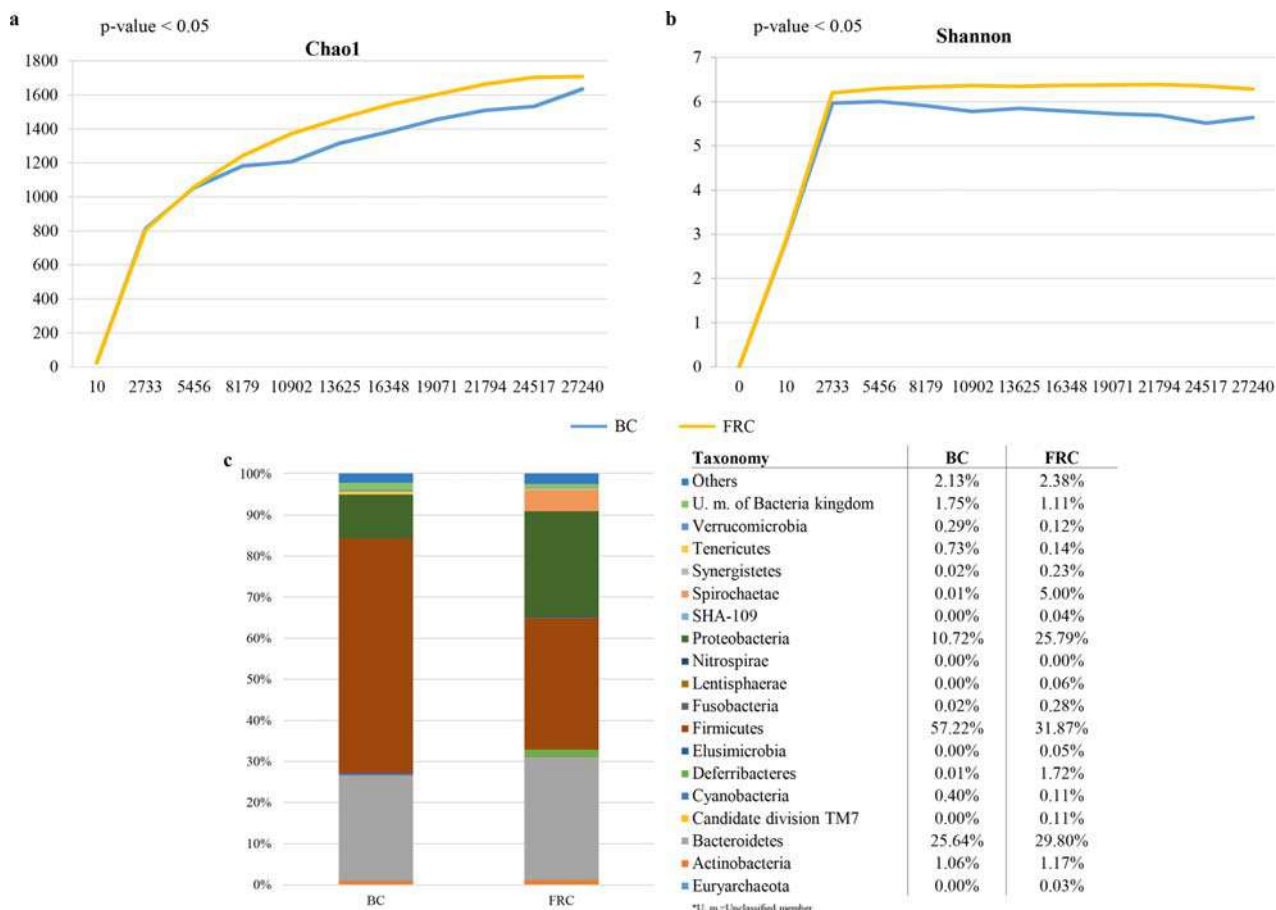 a
p-value < 0.05
Chao1
1800
1600
1400
1200
1000
800
600
400
200
0
10 2733 5456 8179 10902 13625 16348 19071 21794 24517 27240
b
p-value < 0.05
Shannon
7
6
5
4
3
2
1
0
0 10 2733 5456 8179 10902 13625 16348 19071 21794 24517 27240
BC FRC
c
100%
90%
80%
70%
60%
50%
40%
30%
20%
10%
0%
BC FRC
Taxonomy BC FRC
Others 2.13% 2.38%
U. m. of Bacteria kingdom 1.75% 1.11%
Verrucomicrobia 0.29% 0.12%
Tenericutes 0.73% 0.14%
Synergistetes 0.02% 0.23%
Spirochaetae 0.01% 5.00%
SHA-109 0.00% 0.04%
Proteobacteria 10.72% 25.79%
Nitrospirae 0.00% 0.00%
Lentisphaerae 0.00% 0.06%
Fusobacteria 0.02% 0.28%
Firmicutes 57.22% 31.87%
Elusimicrobia 0.00% 0.05%
Deferribacteres 0.01% 1.72%
Cyanobacteria 0.40% 0.11%
Candidate division TM7 0.00% 0.11%
Bacteroidetes 25.64% 29.80%
Actinobacteria 1.06% 1.17%
Euryarchaeota 0.00% 0.03%
*U. m.=Unclassified member